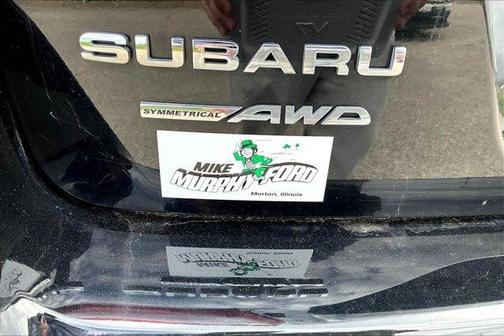 SUBARU
SYMMETRICAL AWD
MIKE
MURPHY FORD
Morton, Illinois